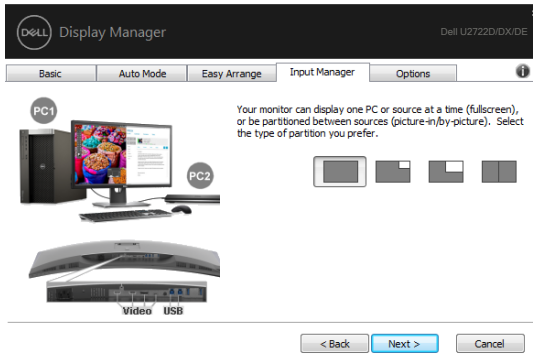 DELL Display Manager
Dell U2722D/DX/DE
Basic
Auto Mode
Easy Arrange
Input Manager
Options
PC1
PC2
Your monitor can display one PC or source at a time (fullscreen),
or be partitioned between sources (picture-in/by-picture). Select
the type of partition you prefer.
Video USB
< Back
Next >
Cancel